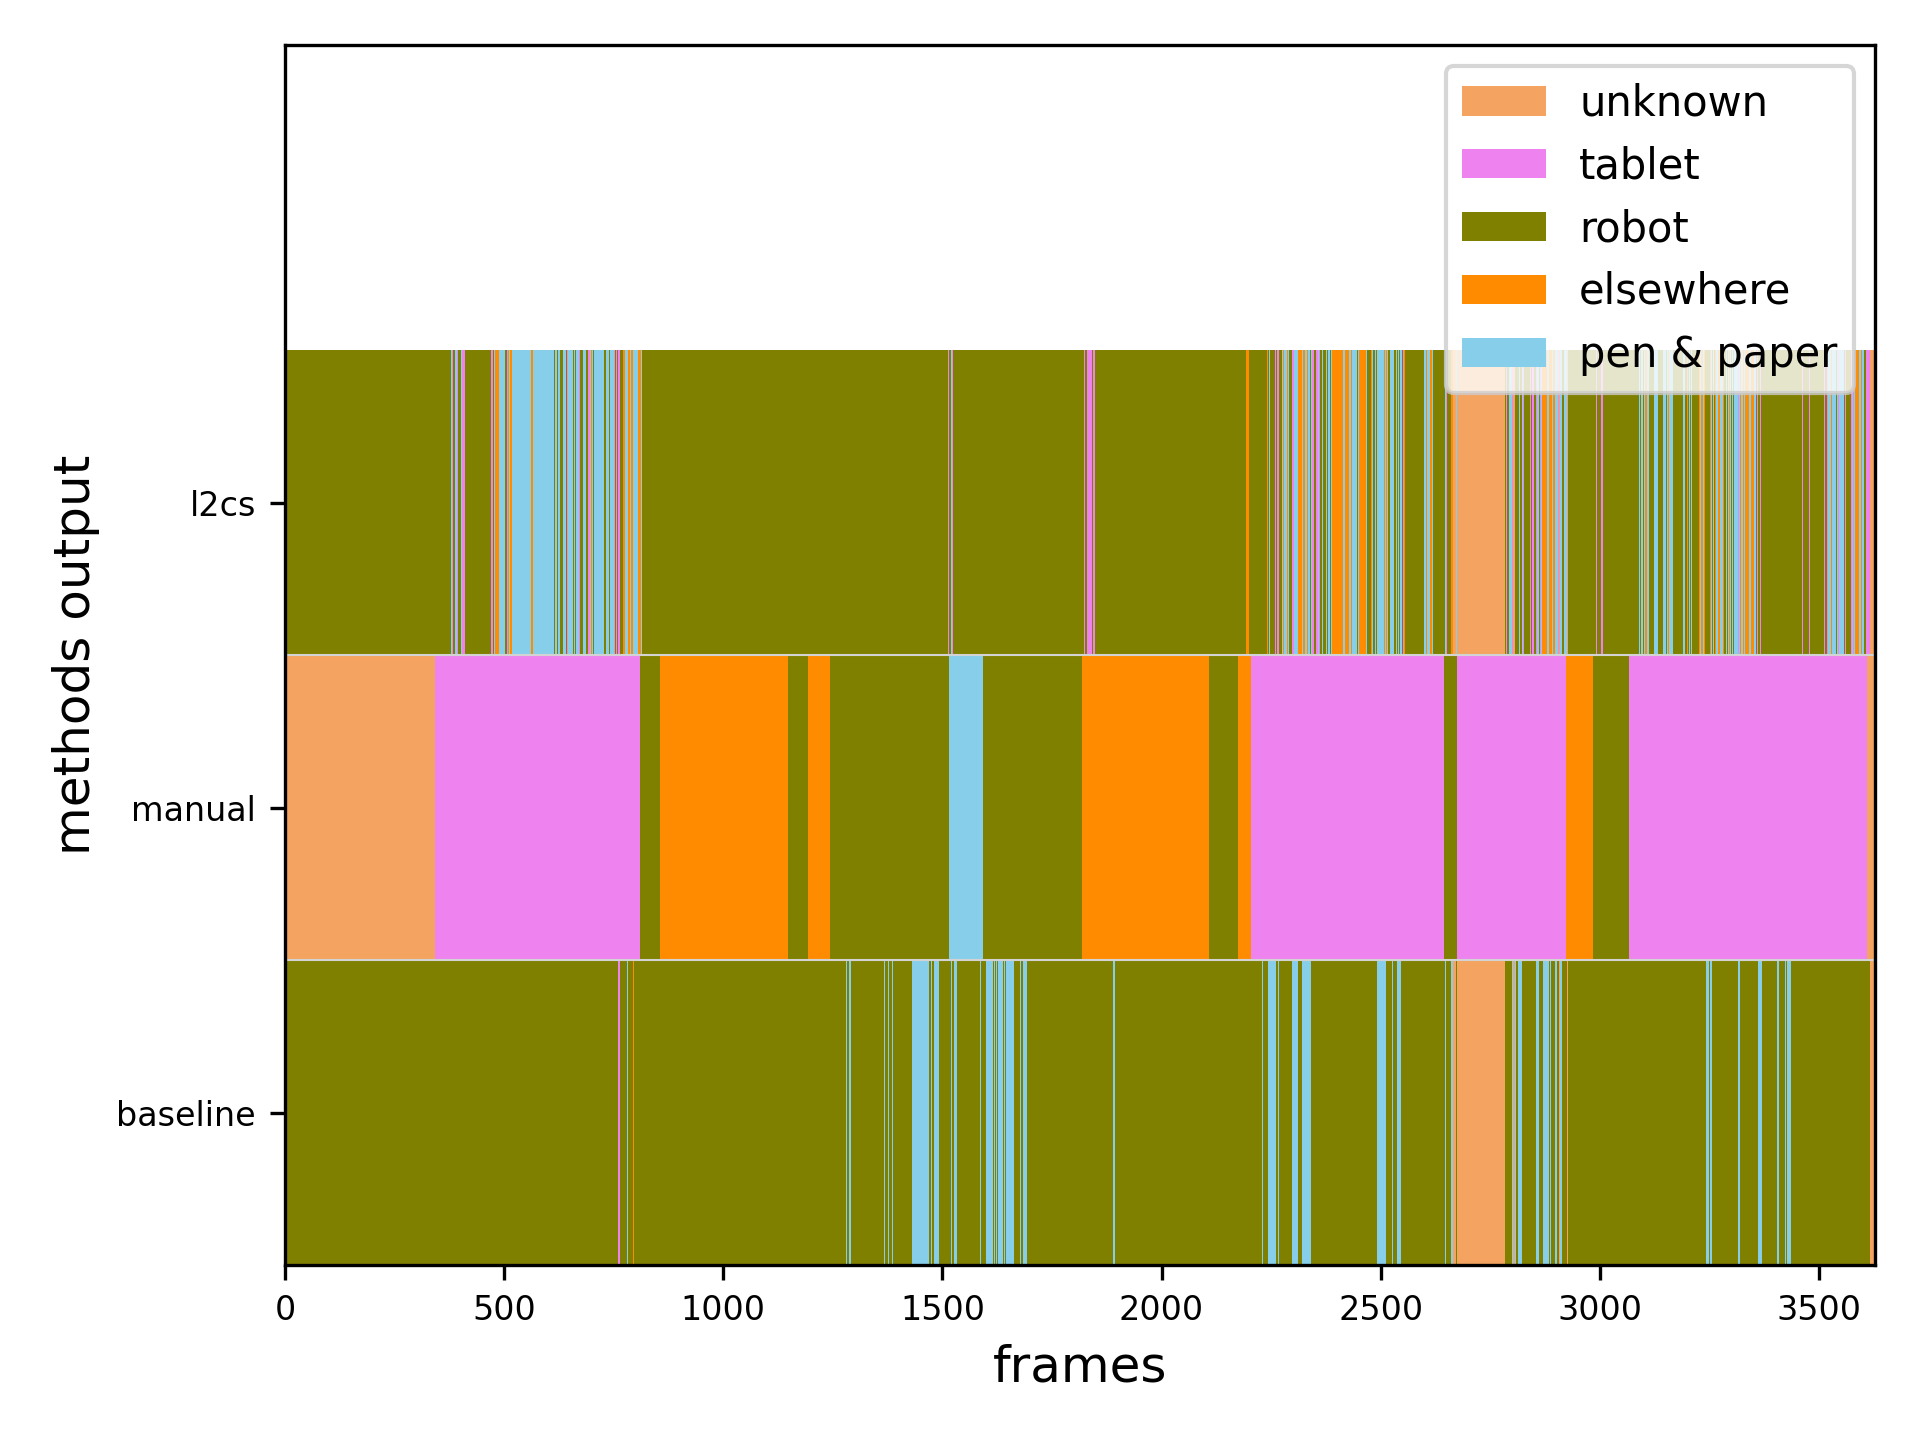 unknown
tablet
robot
elsewhere
pen & paper
methods output
l2cs
manual
baseline
0 500 1000 1500 2000 2500 3000 3500
frames